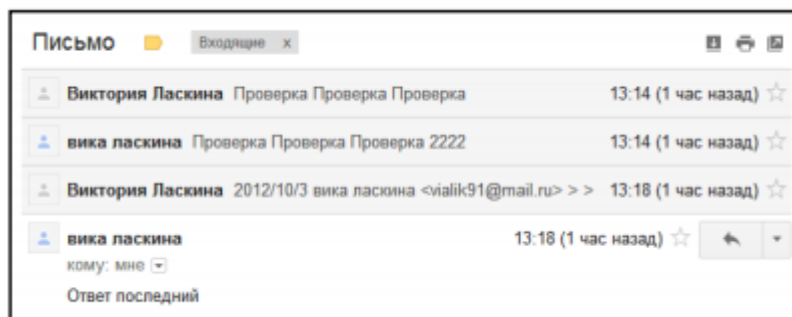 Письмо Входящие x
Виктория Ласкина Проверка Проверка Проверка 13:14 (1 час назад)
вика ласкина Проверка Проверка Проверка 2222 13:14 (1 час назад)
Виктория Ласкина 2012/10/3 вика ласкина <vialik91@mail.ru> > > 13:18 (1 час назад)
вика ласкина 13:18 (1 час назад)
кому: мне
Ответ последний